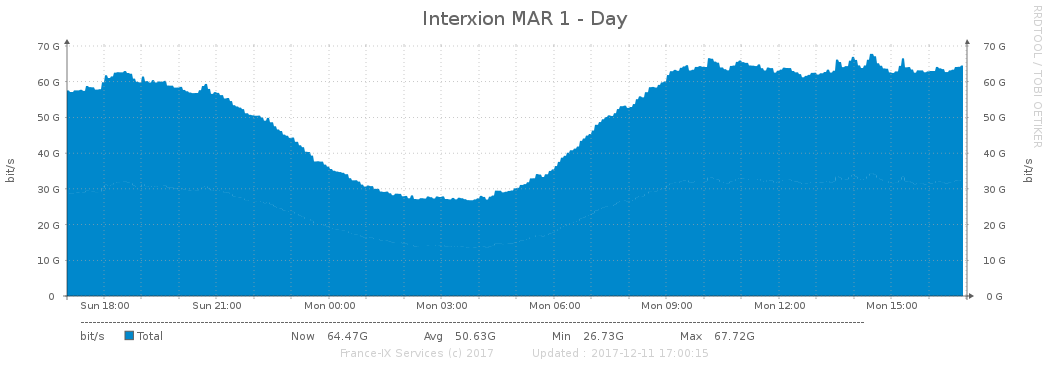 Interxion MAR 1 - Day
RRDTOOL / TOBI OETIKER
bit/s
70 G 70 G
60 G 60 G
50 G 50 G
40 G 40 G
30 G 30 G
20 G 20 G
10 G 10 G
0 0 G
bit/s
Sun 18:00 Sun 21:00 Mon 00:00 Mon 03:00 Mon 06:00 Mon 09:00 Mon 12:00 Mon 15:00
bit/s Total Now 64.47G Avg 50.63G Min 26.73G Max 67.72G
France-IX Services (c) 2017 Updated : 2017-12-11 17:00:15